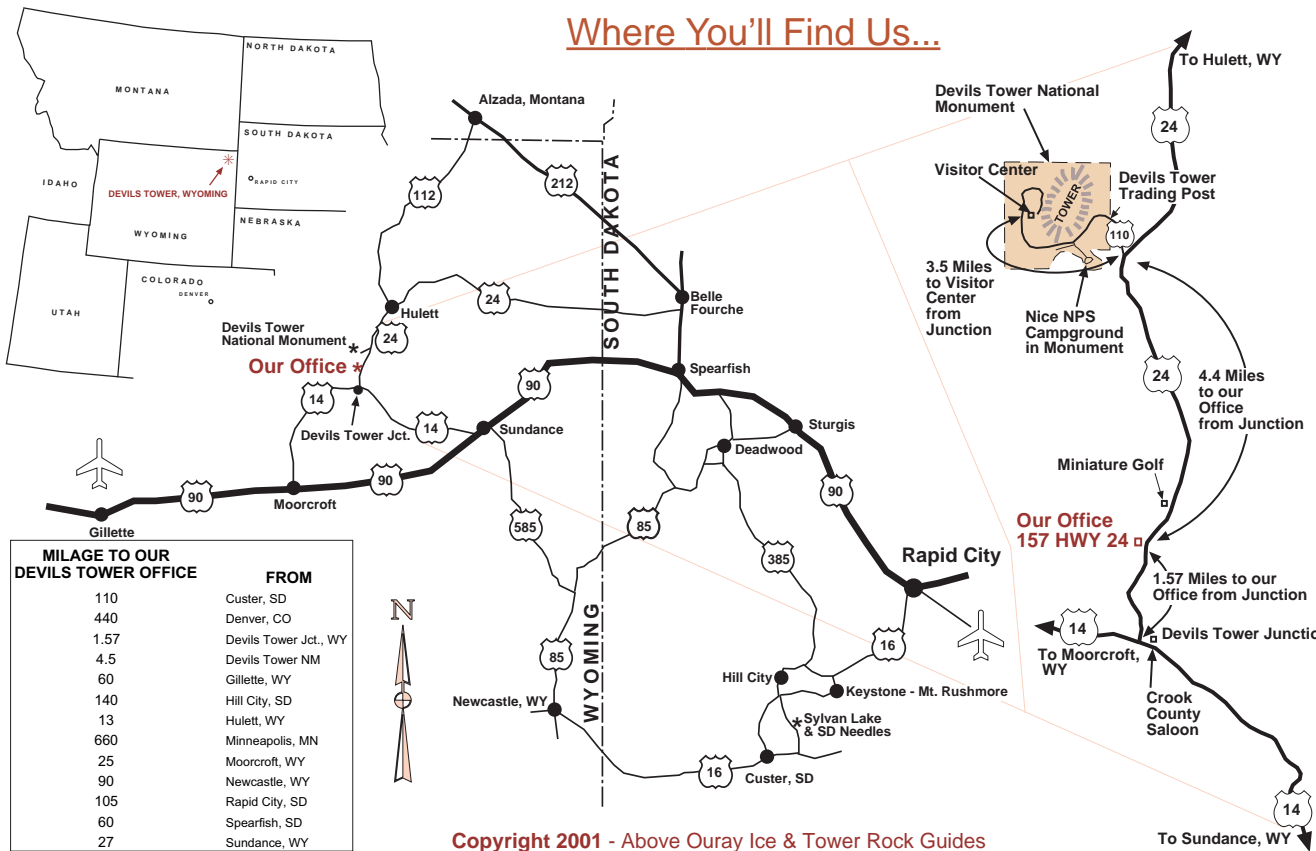 Where You'll Find Us...
NORTH DAKOTA
MONTANA
SOUTH DAKOTA
IDAHO
RAPID CITY
DEVILS TOWER, WYOMING
NEBRASKA
WYOMING
COLORADO
DENVER
UTAH
Alzada, Montana
112
212
SOUTH DAKOTA
24
Hulett
Belle
Fourche
Devils Tower
National Monument
24
Our Office *
90
Spearfish
14
Devils Tower Jct.
14
Sundance
Sturgis
Deadwood
90
90
Moorcroft
Gillette
90
585
85
385
Rapid City
WYOMING
85
16
Hill City
Keystone - Mt. Rushmore
Newcastle, WY
* Sylvan Lake
& SD Needles
16
Custer, SD
N
MILAGE TO OUR
DEVILS TOWER OFFICE FROM
110 Custer, SD
440 Denver, CO
1.57 Devils Tower Jct., WY
4.5 Devils Tower NM
60 Gillette, WY
140 Hill City, SD
13 Hulett, WY
660 Minneapolis, MN
25 Moorcroft, WY
90 Newcastle, WY
105 Rapid City, SD
60 Spearfish, SD
27 Sundance, WY
To Hulett, WY
Devils Tower National
Monument
24
Visitor Center
TOWER
Devils Tower
Trading Post
110
3.5 Miles
to Visitor
Center
from
Junction
Nice NPS
Campground
in Monument
24
4.4 Miles
to our
Office
from Junction
Miniature Golf
Our Office
157 HWY 24
1.57 Miles to our
Office from Junction
14
Devils Tower Junctio
To Moorcroft,
WY
Crook
County
Saloon
14
To Sundance, WY
Copyright 2001 - Above Ouray Ice & Tower Rock Guides